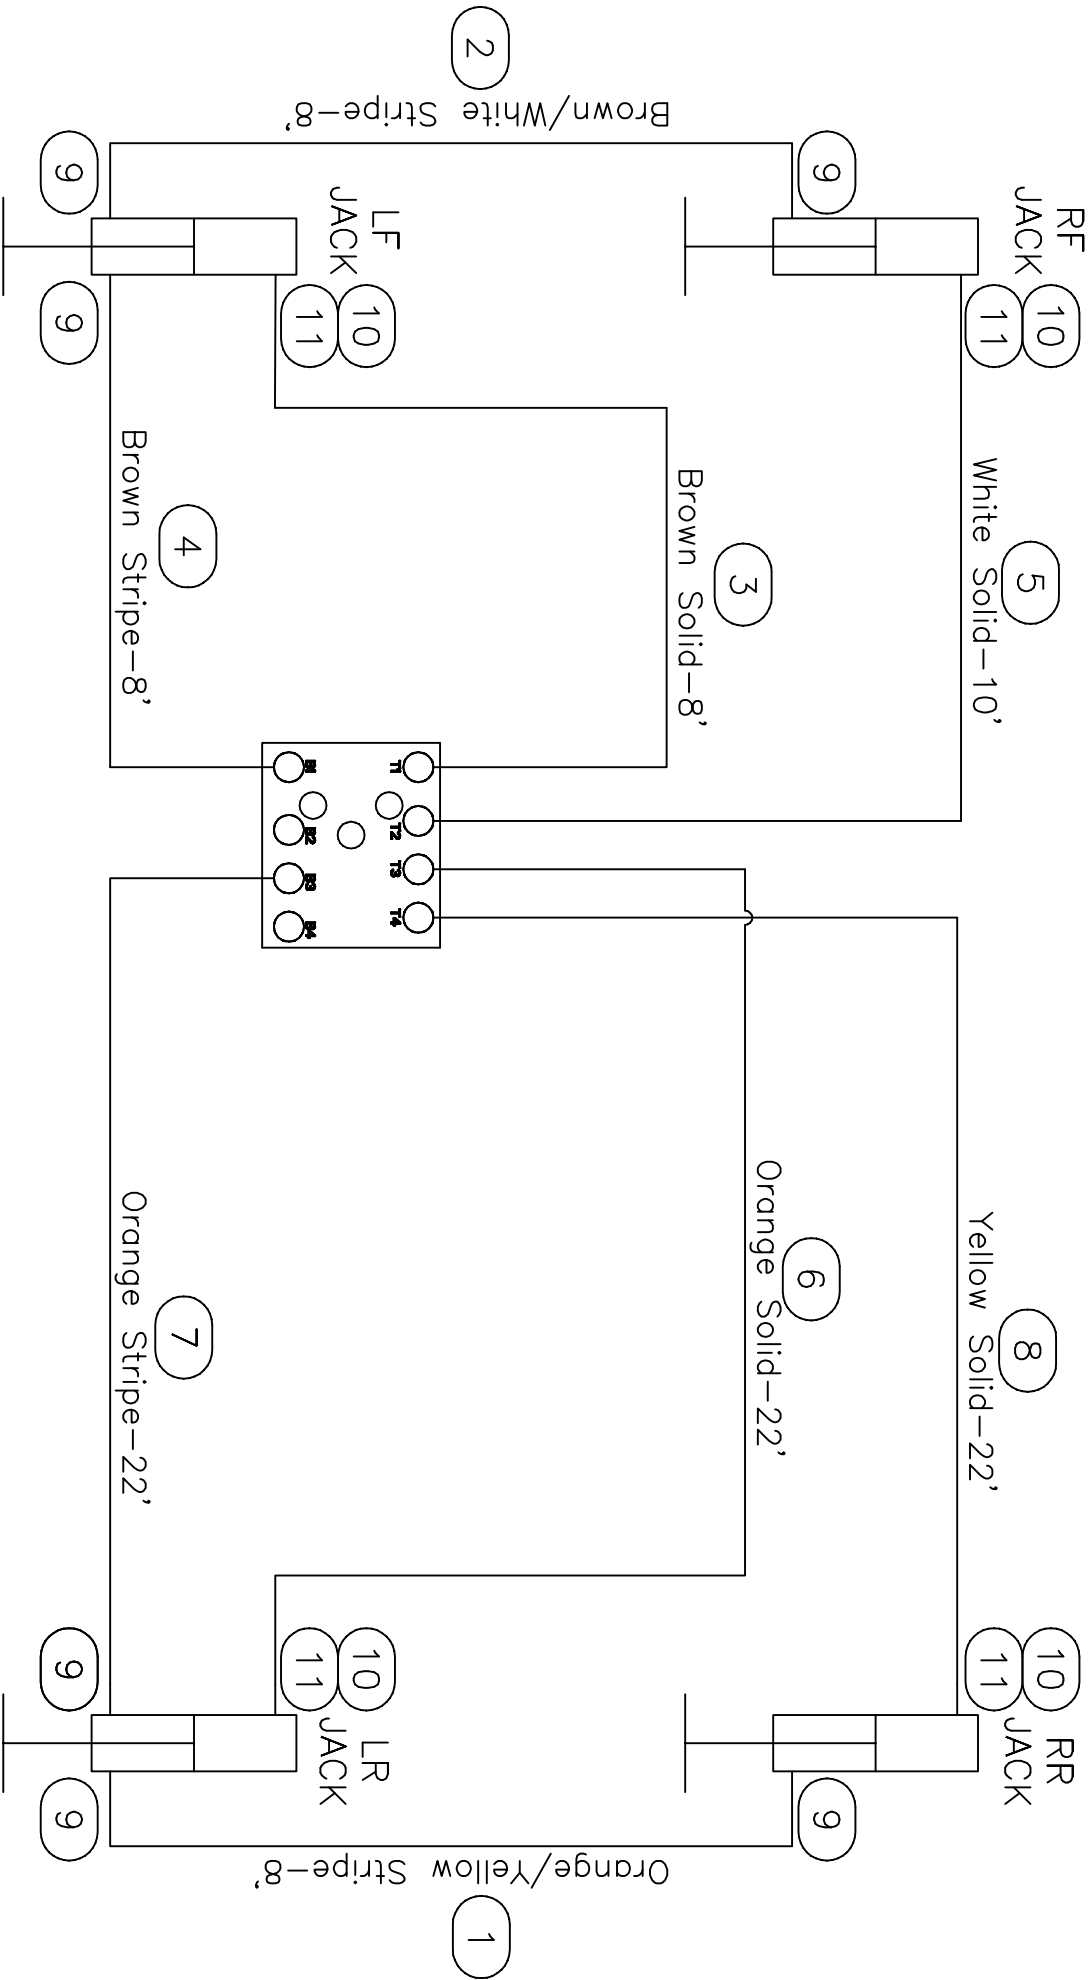 RF
JACK
10
11
9
White Solid-10'
5
Brown/White Stripe-8'
2
LF
JACK
10
11
9
9
Brown Solid-8'
3
Brown Stripe-8'
4
T1
T2
T3
T4
B1
B2
B3
B4
Yellow Solid-22'
8
Orange Solid-22'
6
Orange Stripe-22'
7
RR
JACK
10
11
9
LR
JACK
10
11
9
9
Orange/Yellow Stripe-8'
1